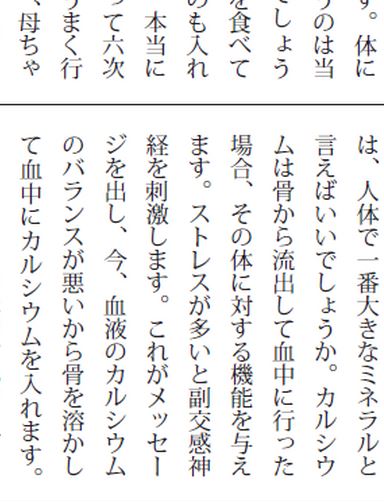 す。体に
うのは当
でしょう
を食べて
のも入れ
本当に
って六次
うまく行
、母ちゃ
は、人体で一番大きなミネラルと
言えばいいでしょうか。カルシウ
ムは骨から流出して血中に行った
場合、その体に対する機能を与え
ます。ストレスが多いと副交感神
経を刺激します。これがメッセー
ジを出し、今、血液のカルシウム
のバランスが悪いから骨を溶かし
て血中にカルシウムを入れます。